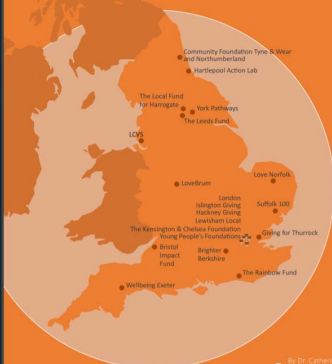 Community Foundation Tyne & Wear
and Northumberland
Hartlepool Action Lab
The Local Fund
for Harrogate
York Pathways
The Leeds Fund
LCVS
LoveBrum
Love Norfolk
London
Islington Giving
Hackney Giving
Lewisham Local
The Kensington & Chelsea Foundation
Young People's Foundations
Suffolk 100
Giving for Thurrock
Bristol
Impact
Fund
Brighter
Berkshire
The Rainbow Fund
Wellbeing Exeter
By Dr. Cather